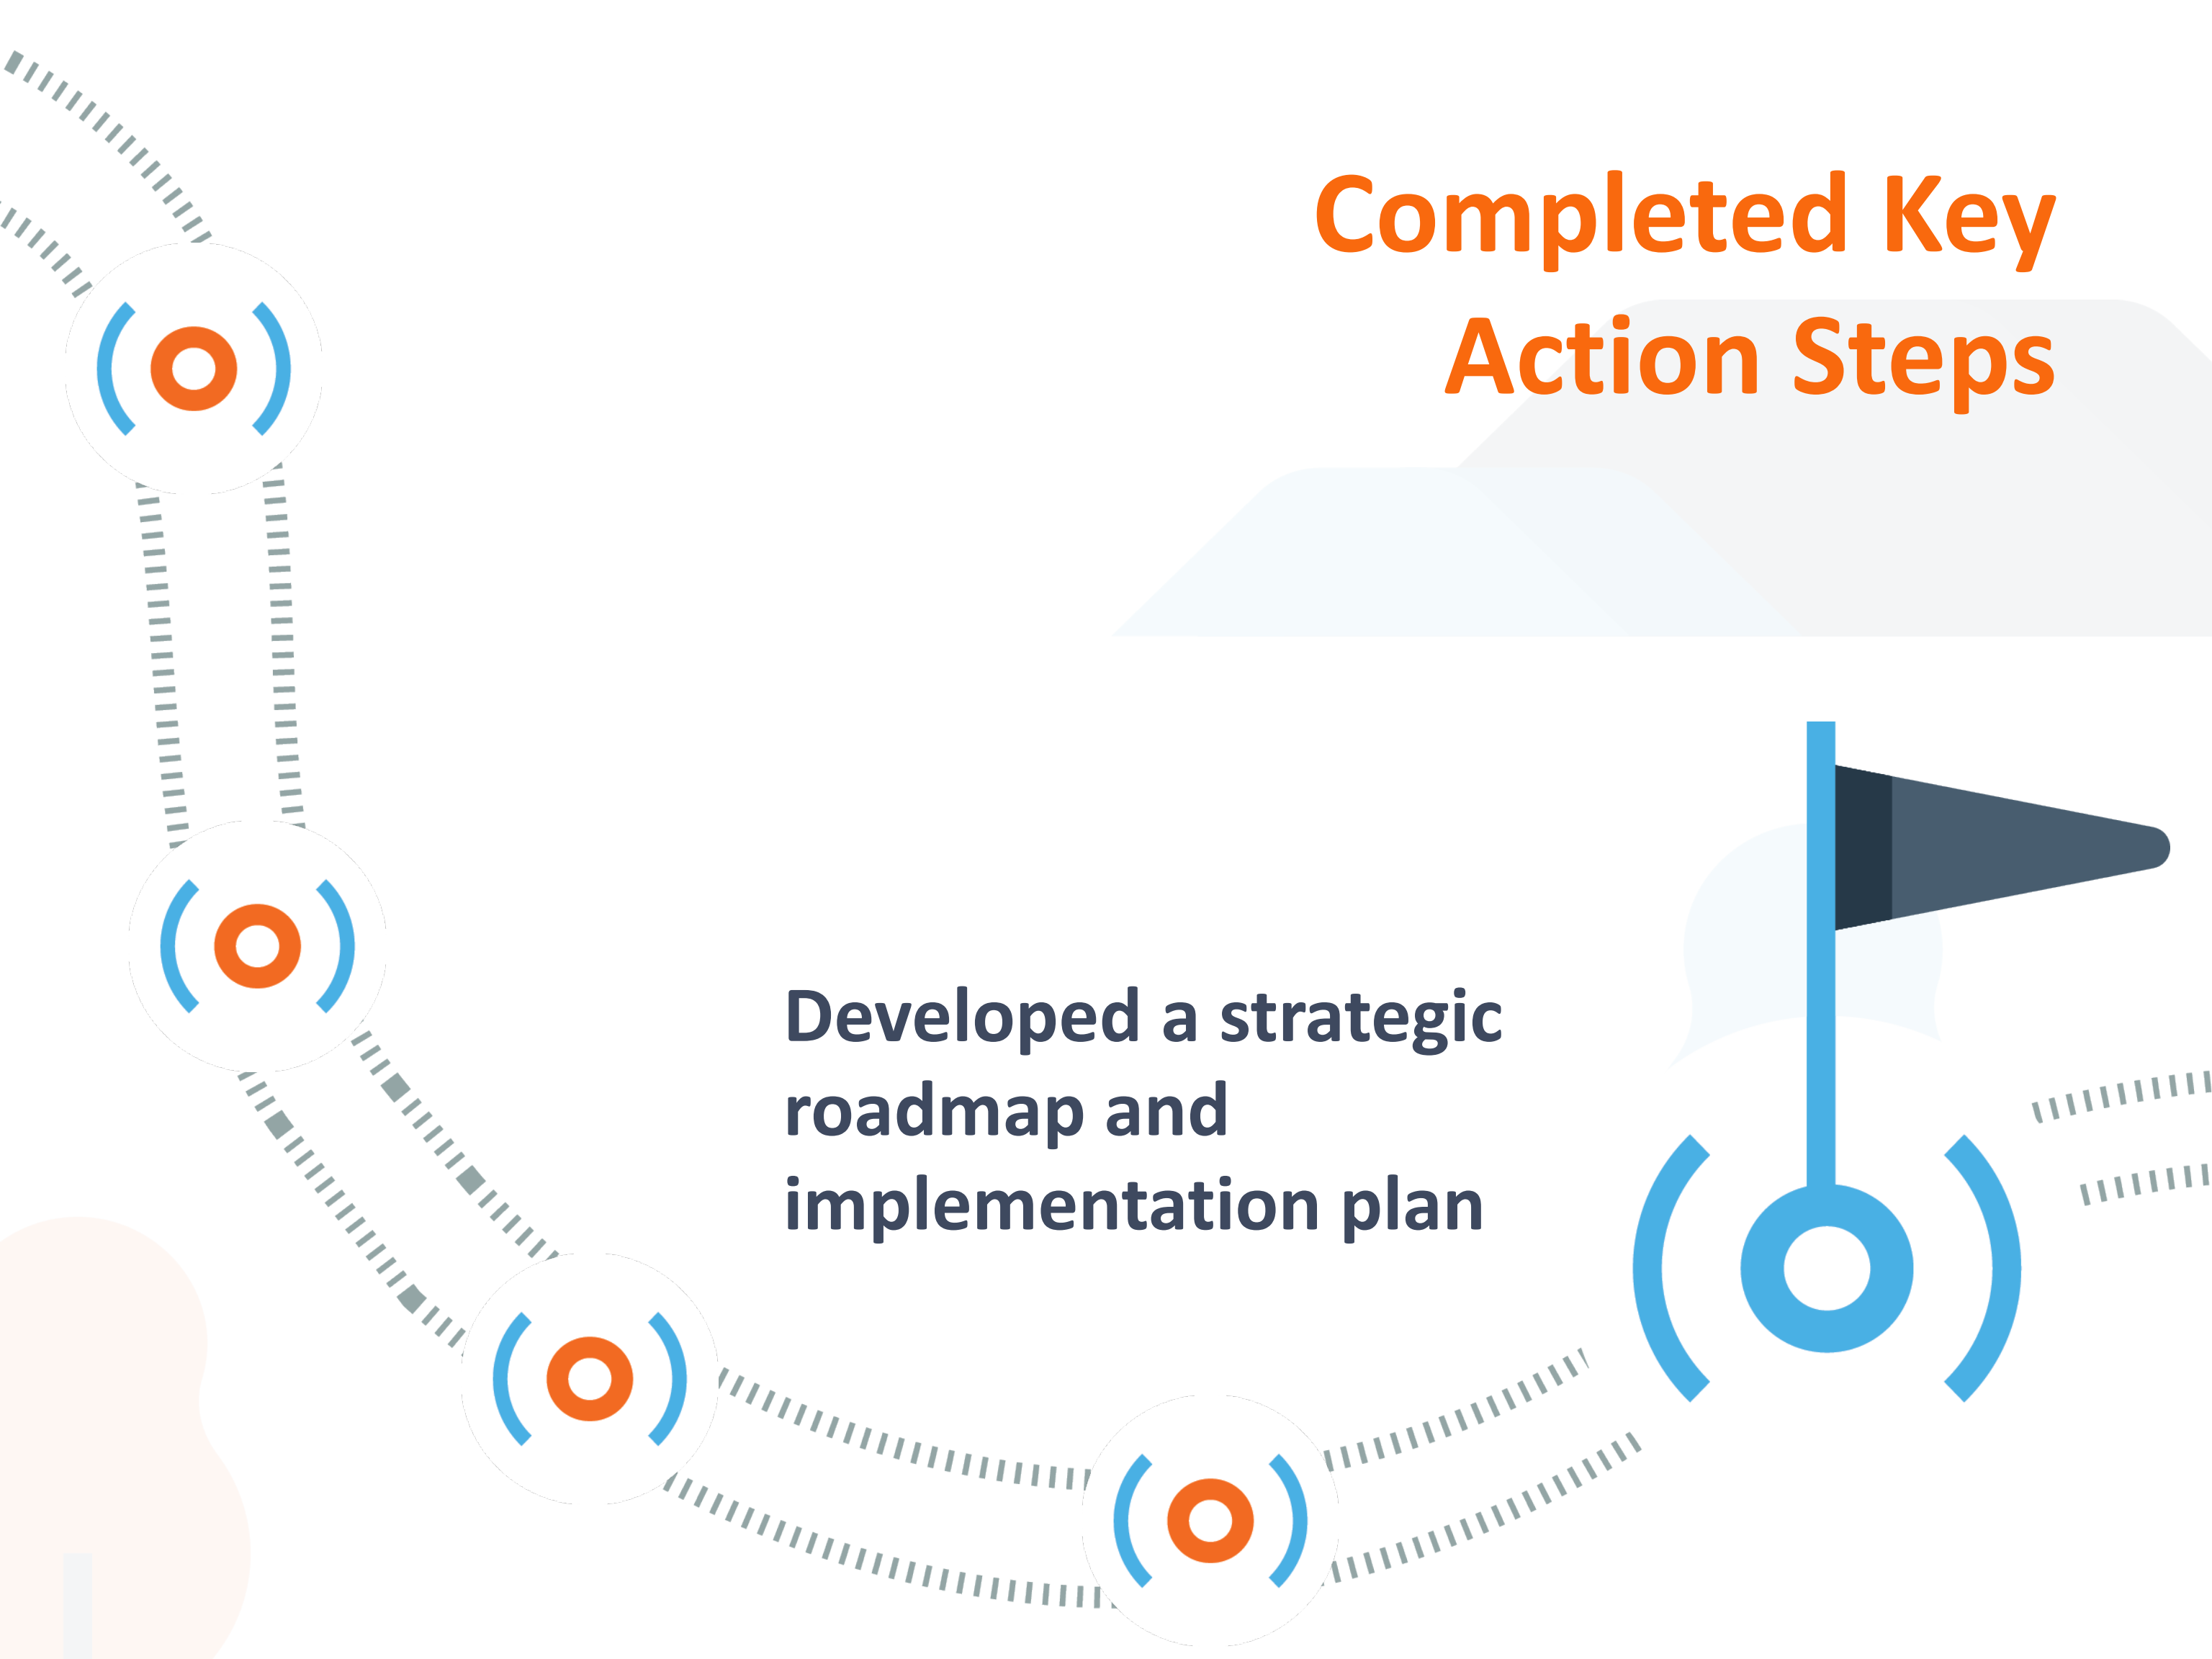 Completed Key
Action Steps
Developed a strategic
roadmap and
implementation plan